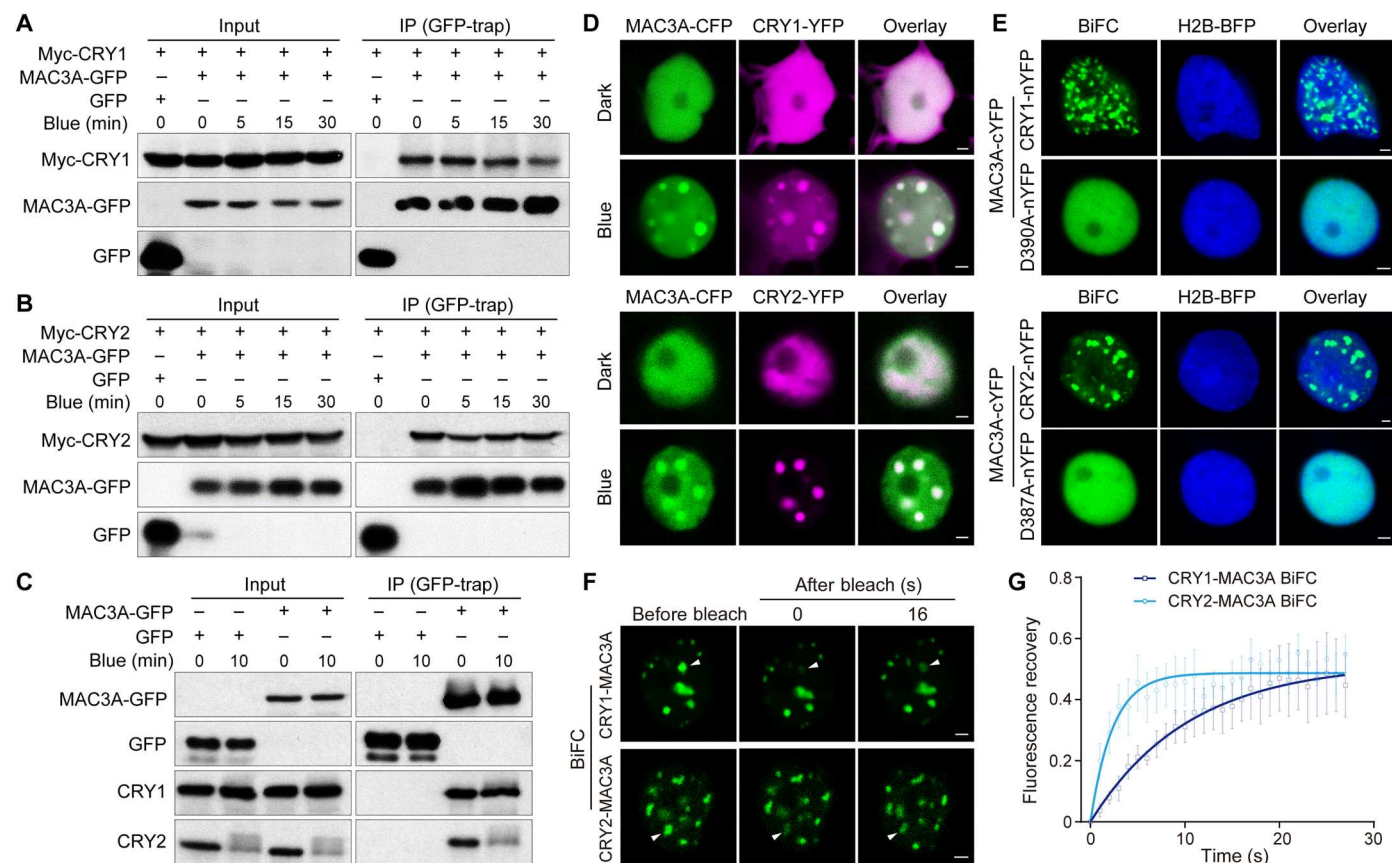 A
Input IP (GFP-trap)
Myc-CRY1 + + + + + + + + + +
MAC3A-GFP – + + + + – + + + +
GFP + – – – – + – – – –
Blue (min) 0 0 5 15 30 0 0 5 15 30
Myc-CRY1
MAC3A-GFP
GFP
B
Input IP (GFP-trap)
Myc-CRY2 + + + + + + + + + +
MAC3A-GFP – + + + + – + + + +
GFP + – – – – + – – – –
Blue (min) 0 0 5 15 30 0 0 5 15 30
Myc-CRY2
MAC3A-GFP
GFP
C
Input IP (GFP-trap)
MAC3A-GFP – – + + – – + +
GFP + + – – + + – –
Blue (min) 0 10 0 10 0 10 0 10
MAC3A-GFP
GFP
CRY1
CRY2
D
MAC3A-CFP CRY1-YFP Overlay
Dark
Blue
MAC3A-CFP CRY2-YFP Overlay
Dark
Blue
E
BiFC H2B-BFP Overlay
MAC3A-cYFP
CRY1-nYFP
D390A-nYFP
BiFC H2B-BFP Overlay
MAC3A-cYFP
CRY2-nYFP
D387A-nYFP
F
After bleach (s)
Before bleach 0 16
BiFC
CRY1-MAC3A
CRY2-MAC3A
G
CRY1-MAC3A BiFC
CRY2-MAC3A BiFC
Fluorescence recovery
0.8
0.6
0.4
0.2
0
0 10 20 30
Time (s)